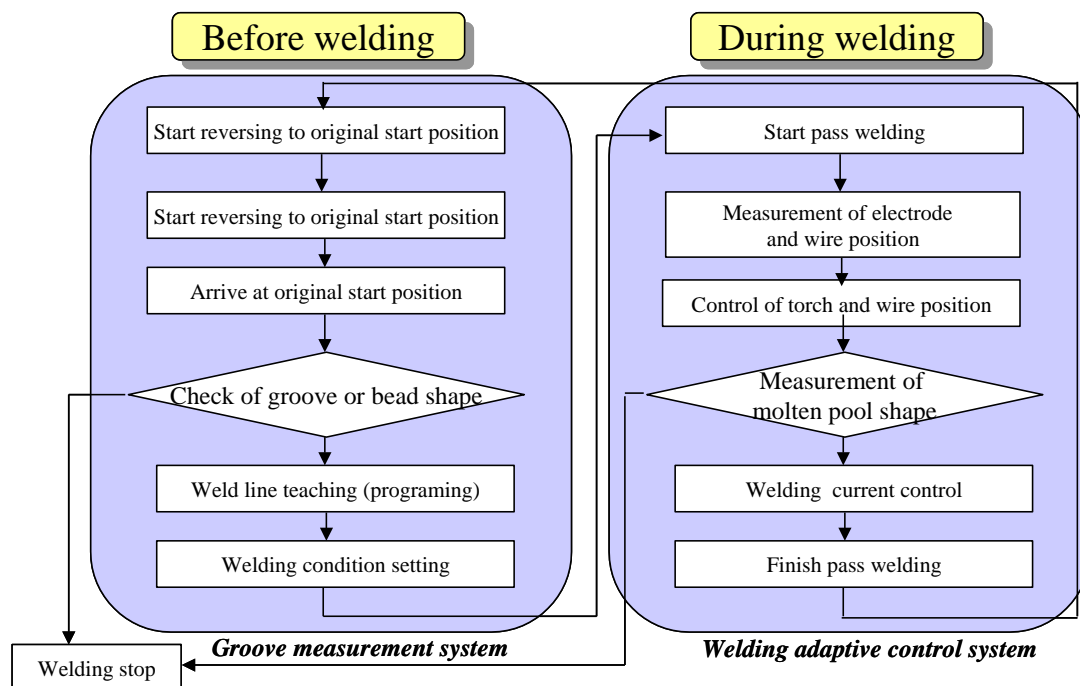 Before welding
Start reversing to original start position
Start reversing to original start position
Arrive at original start position
Check of groove or bead shape
Weld line teaching (programing)
Welding condition setting
Groove measurement system
Welding stop
During welding
Start pass welding
Measurement of electrode
and wire position
Control of torch and wire position
Measurement of
molten pool shape
Welding current control
Finish pass welding
Welding adaptive control system